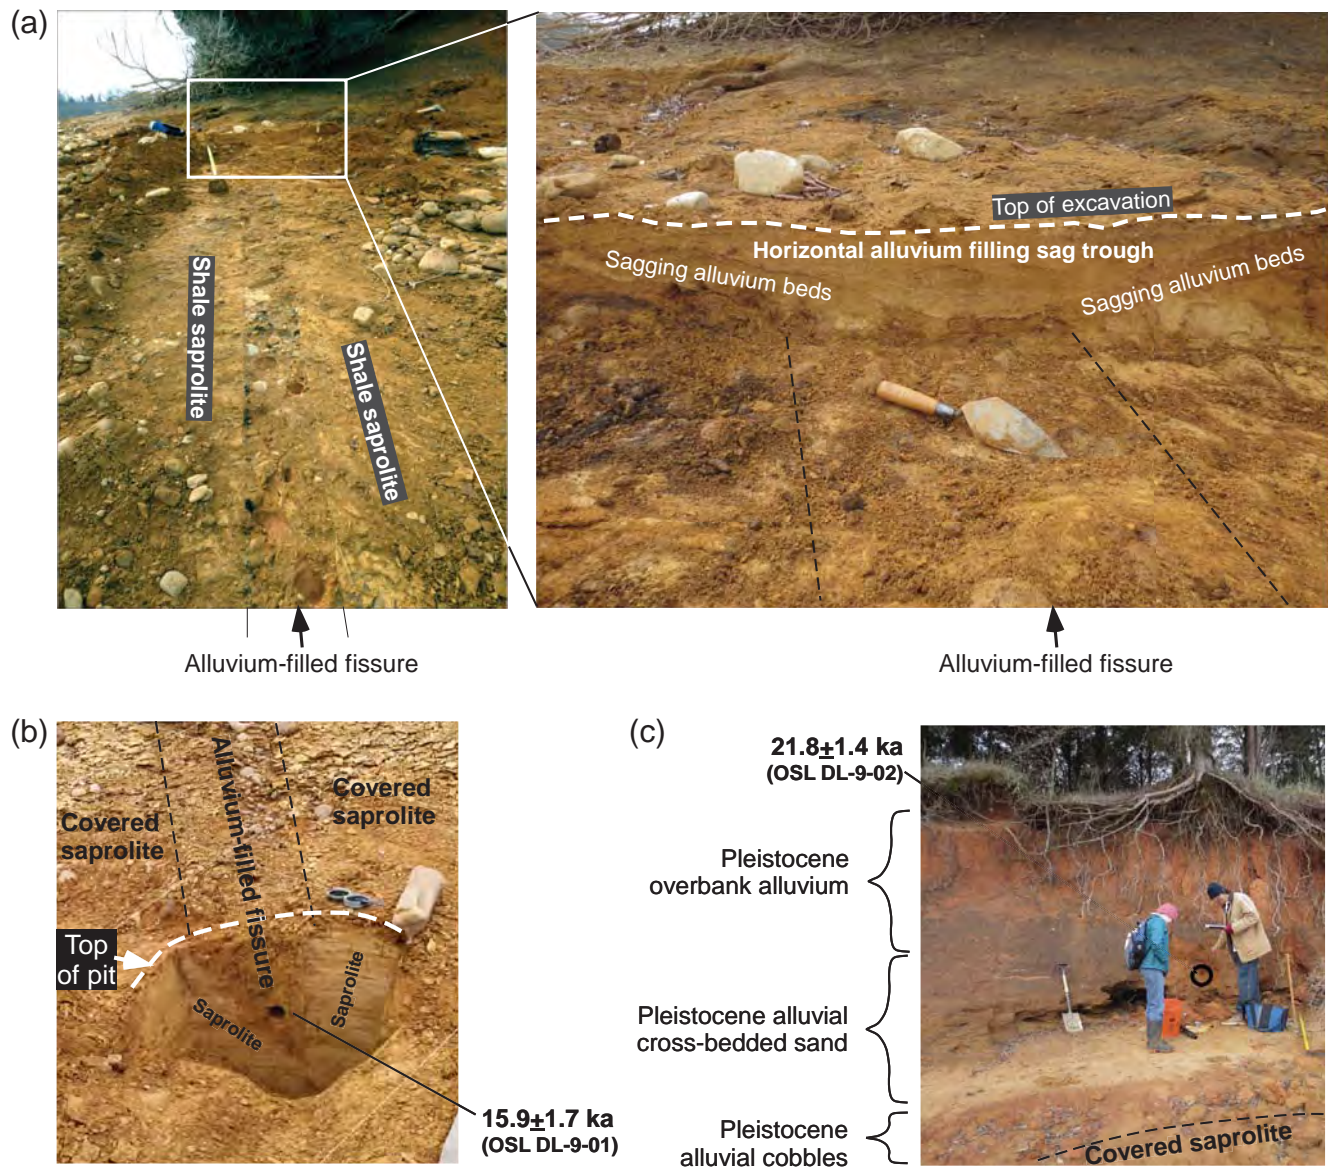 (a)
Shale saprolite
Shale saprolite
Alluvium-filled fissure
Top of excavation
Horizontal alluvium filling sag trough
Sagging alluvium beds
Sagging alluvium beds
Alluvium-filled fissure
(b)
Covered
saprolite
Alluvium-filled fissure
Covered
saprolite
Top
of pit
Saprolite
Saprolite
15.9±1.7 ka
(OSL DL-9-01)
(c)
21.8±1.4 ka
(OSL DL-9-02)
Pleistocene
overbank alluvium
Pleistocene alluvial
cross-bedded sand
Pleistocene
alluvial cobbles
Covered saprolite